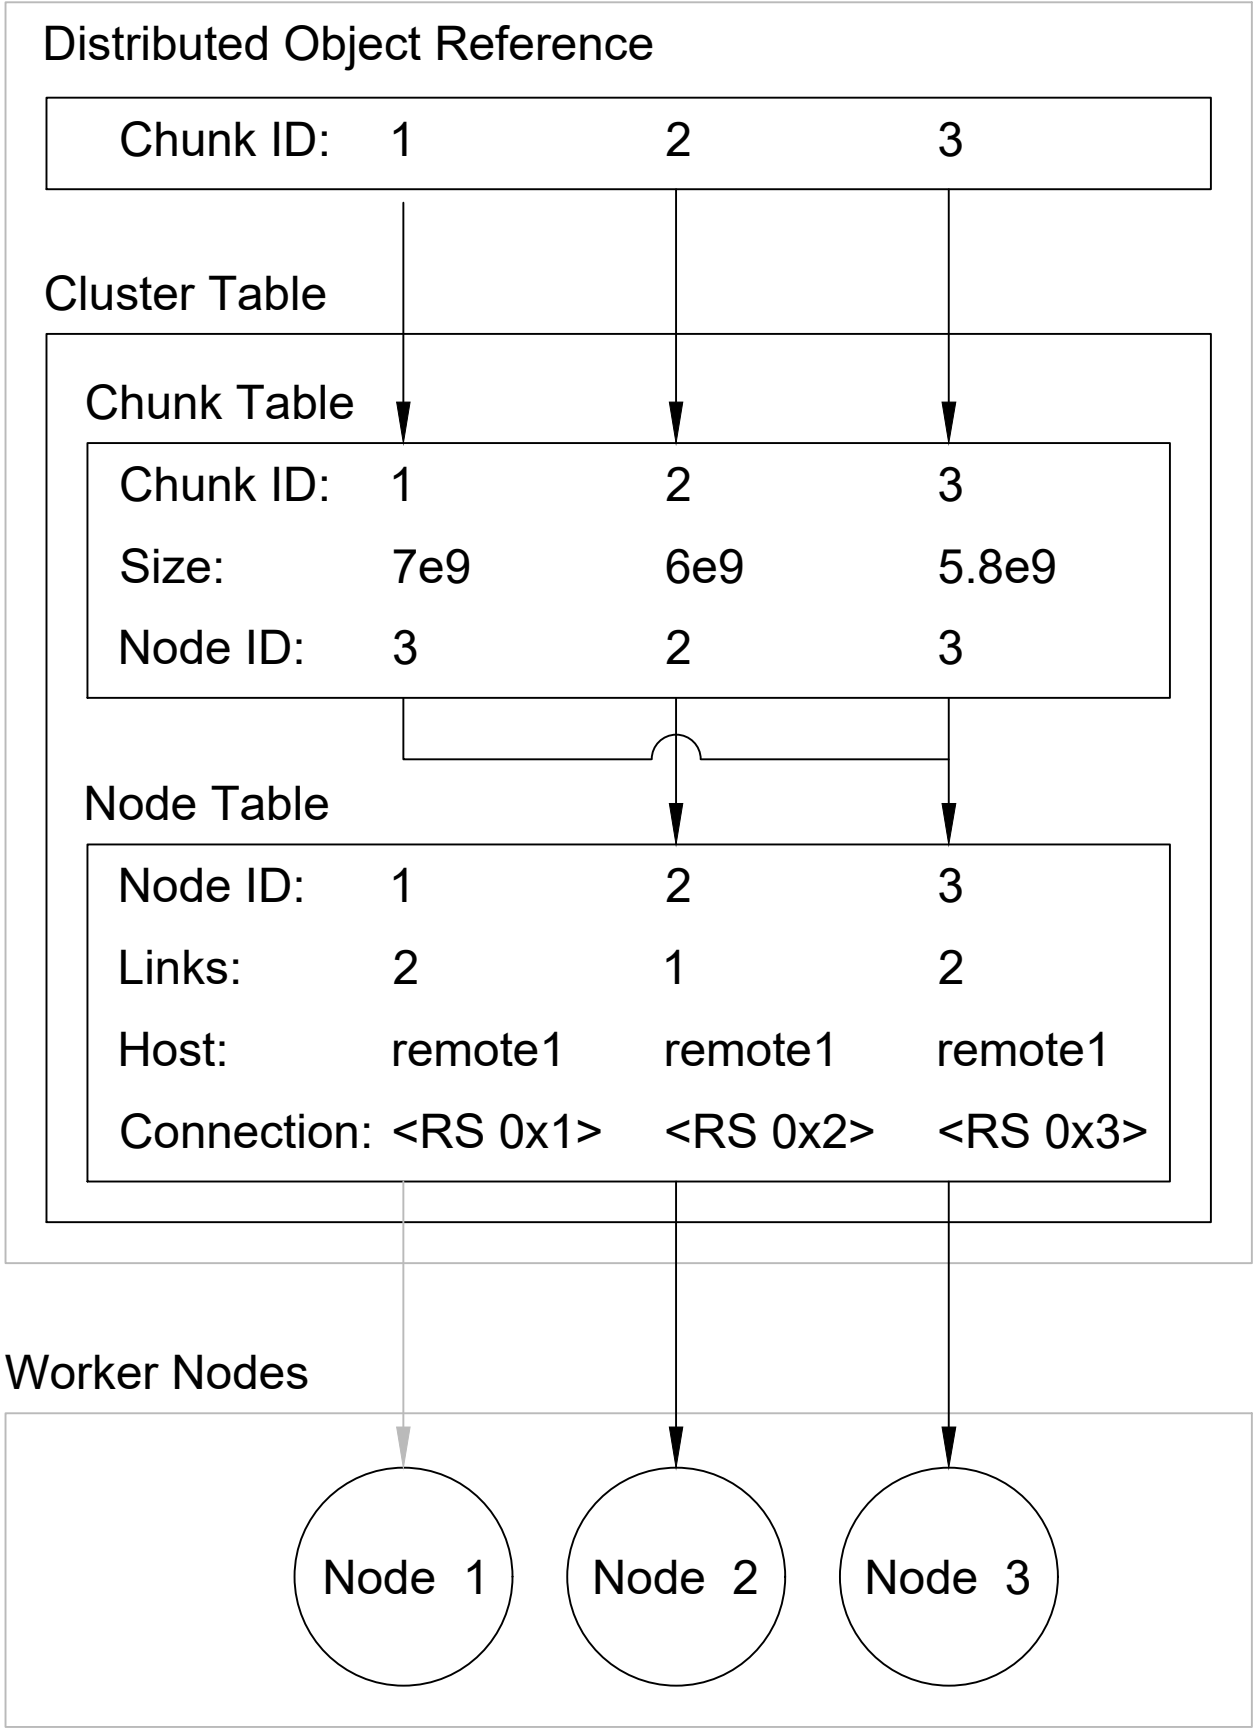 Distributed Object Reference
Chunk ID: 1 2 3
Cluster Table
Chunk Table
Chunk ID: 1 2 3
Size: 7e9 6e9 5.8e9
Node ID: 3 2 3
Node Table
Node ID: 1 2 3
Links: 2 1 2
Host: remote1 remote1 remote1
Connection: <RS 0x1> <RS 0x2> <RS 0x3>
Worker Nodes
Node 1 Node 2 Node 3